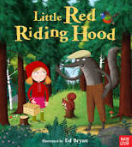 Little Red
Riding Hood
Illustrated by Ed Bryan